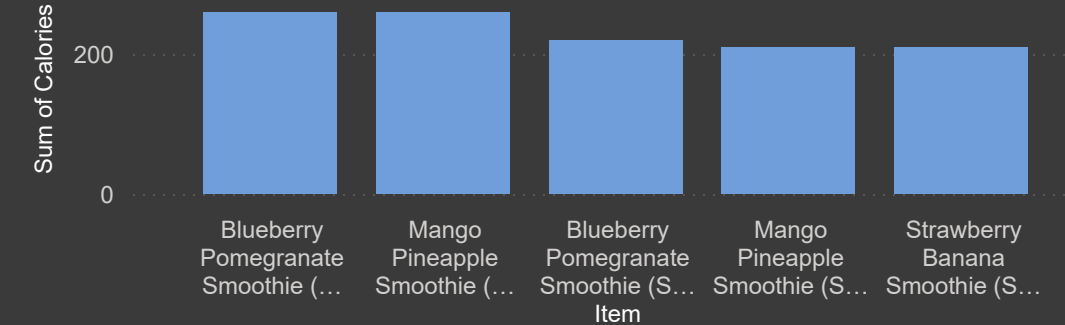 Sum of Calories
200
0
Blueberry
Pomegranate
Smoothie (…
Mango
Pineapple
Smoothie (…
Blueberry
Pomegranate
Smoothie (S…
Mango
Pineapple
Smoothie (S…
Strawberry
Banana
Smoothie (S…
Item